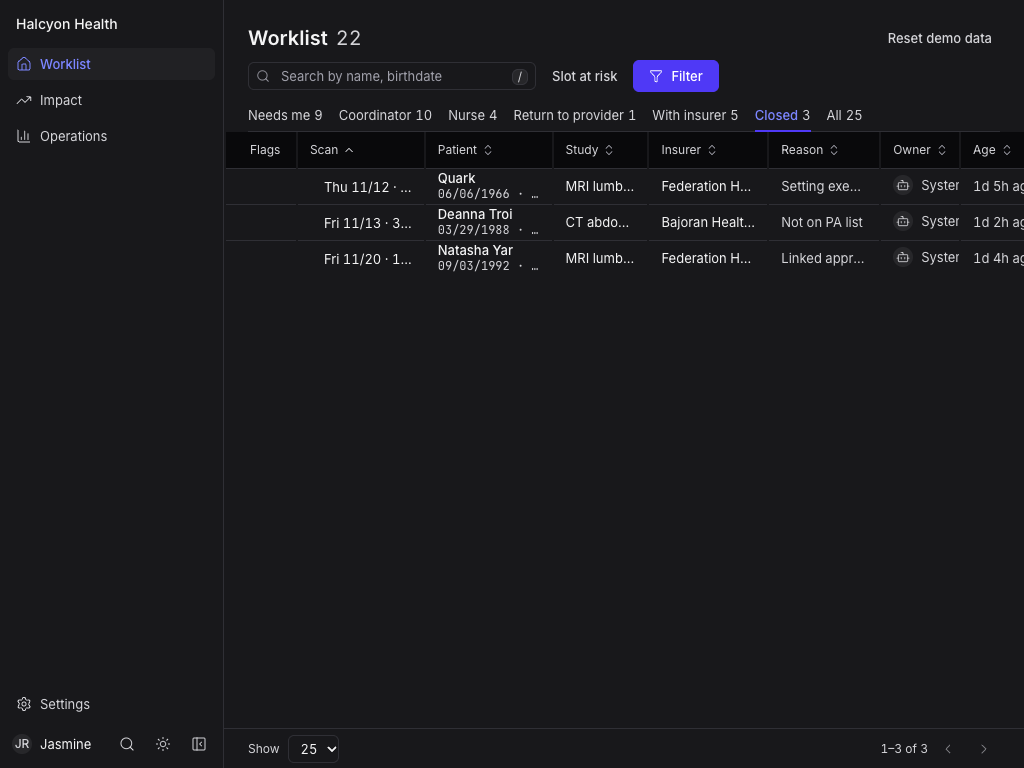 Halcyon Health
Worklist
Impact
Operations
Settings
JR Jasmine
Worklist 22
Reset demo data
Search by name, birthdate /
Slot at risk
Filter
Needs me 9 Coordinator 10 Nurse 4 Return to provider 1 With insurer 5 Closed 3 All 25
Flags Scan Patient Study Insurer Reason Owner Age
Thu 11/12 · ... Quark MRI lumb... Federation H... Setting exe... System 1d 5h ag
06/06/1966 · …
Fri 11/13 · 3... Deanna Troi CT abdo... Bajoran Healt... Not on PA list System 1d 2h ag
03/29/1988 · …
Fri 11/20 · 1... Natasha Yar MRI lumb... Federation H... Linked appr... System 1d 4h ag
09/03/1992 · …
Show 25
1–3 of 3